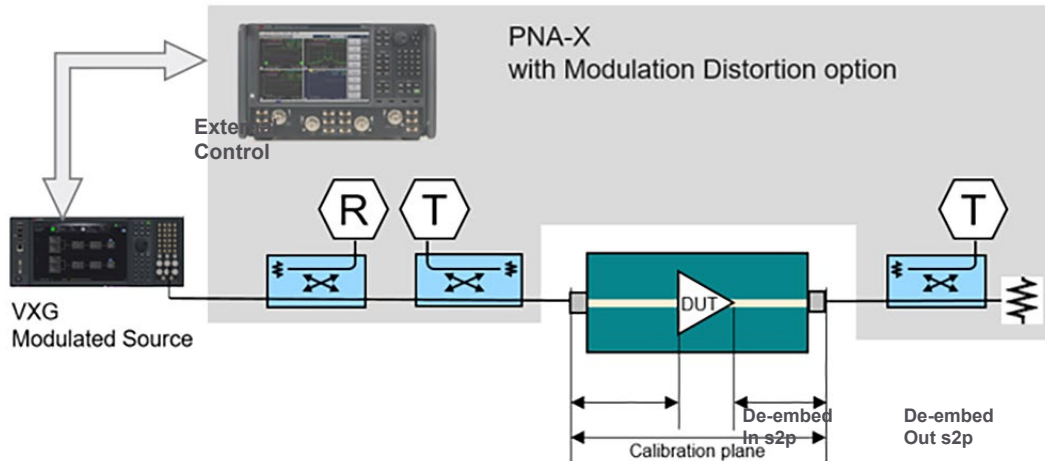 PNA-X
with Modulation Distortion option
External
Control
R
T
T
VXG
Modulated Source
DUT
De-embed
In s2p
De-embed
Out s2p
Calibration plane